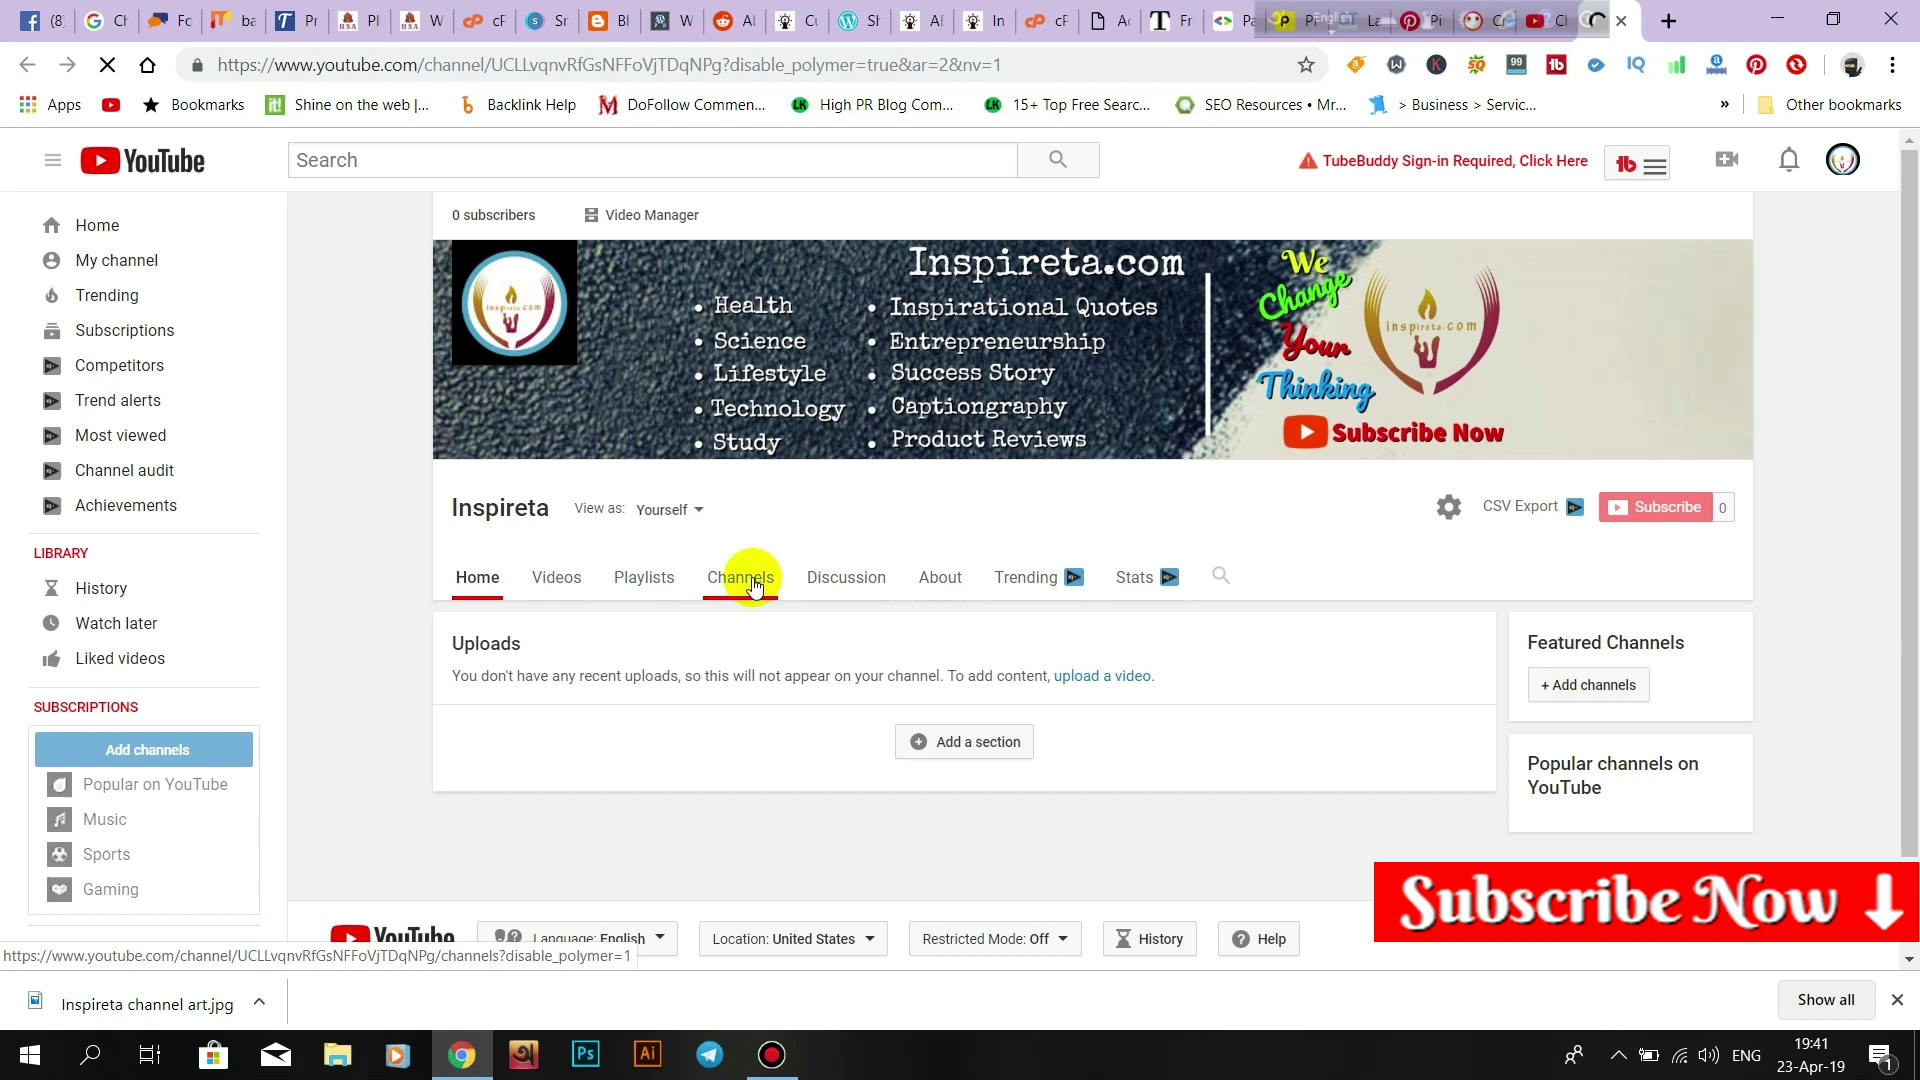 (8)
https://www.youtube.com/channel/UCLLvqnvRfGsNFFoVjTDqNPg?disable_polymer=true&ar=2&nv=1
Apps
Bookmarks
Shine on the web |...
Backlink Help
DoFollow Commen...
High PR Blog Com...
15+ Top Free Searc...
SEO Resources • Mr...
> Business > Servic...
»
Other bookmarks
YouTube
Search
TubeBuddy Sign-in Required, Click Here
Home
My channel
Trending
Subscriptions
Competitors
Trend alerts
Most viewed
Channel audit
Achievements
LIBRARY
History
Watch later
Liked videos
SUBSCRIPTIONS
Add channels
Popular on YouTube
Music
Sports
Gaming
0 subscribers
Video Manager
Inspireta.com
• Health
• Science
• Lifestyle
• Technology
• Study
• Inspirational Quotes
• Entrepreneurship
• Success Story
• Captiongraphy
• Product Reviews
We
Change
Your
Thinking
inspireta.com
Subscribe Now
Inspireta
View as: Yourself
CSV Export
Subscribe 0
Home
Videos
Playlists
Channels
Discussion
About
Trending
Stats
Uploads
You don't have any recent uploads, so this will not appear on your channel. To add content, upload a video.
Add a section
Featured Channels
+ Add channels
Popular channels on
YouTube
Subscribe Now
YouTube
Language: English
Location: United States
Restricted Mode: Off
History
Help
https://www.youtube.com/channel/UCLLvqnvRfGsNFFoVjTDqNPg/channels?disable_polymer=1
Inspireta channel art.jpg
Show all
Ps
Ai
ENG
19:41
23-Apr-19
1